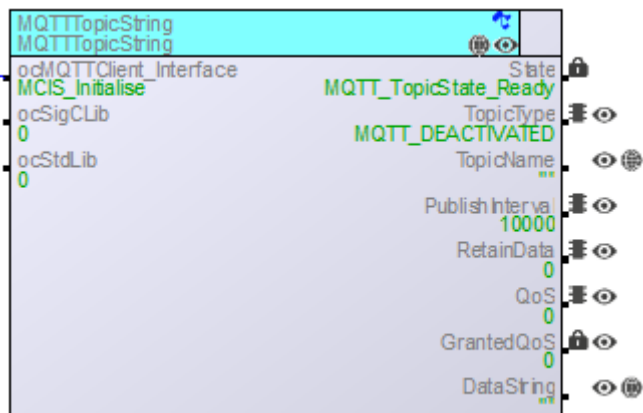 MQTTTopicString
MQTTTopicString
ocMQTTClient_Interface
MCIS_Initialise
State
MQTT_TopicState_Ready
ocSigCLib
0
TopicType
MQTT_DEACTIVATED
ocStdLib
0
TopicName
""
PublishInterval
10000
RetainData
0
QoS
0
GrantedQoS
0
DataString
""